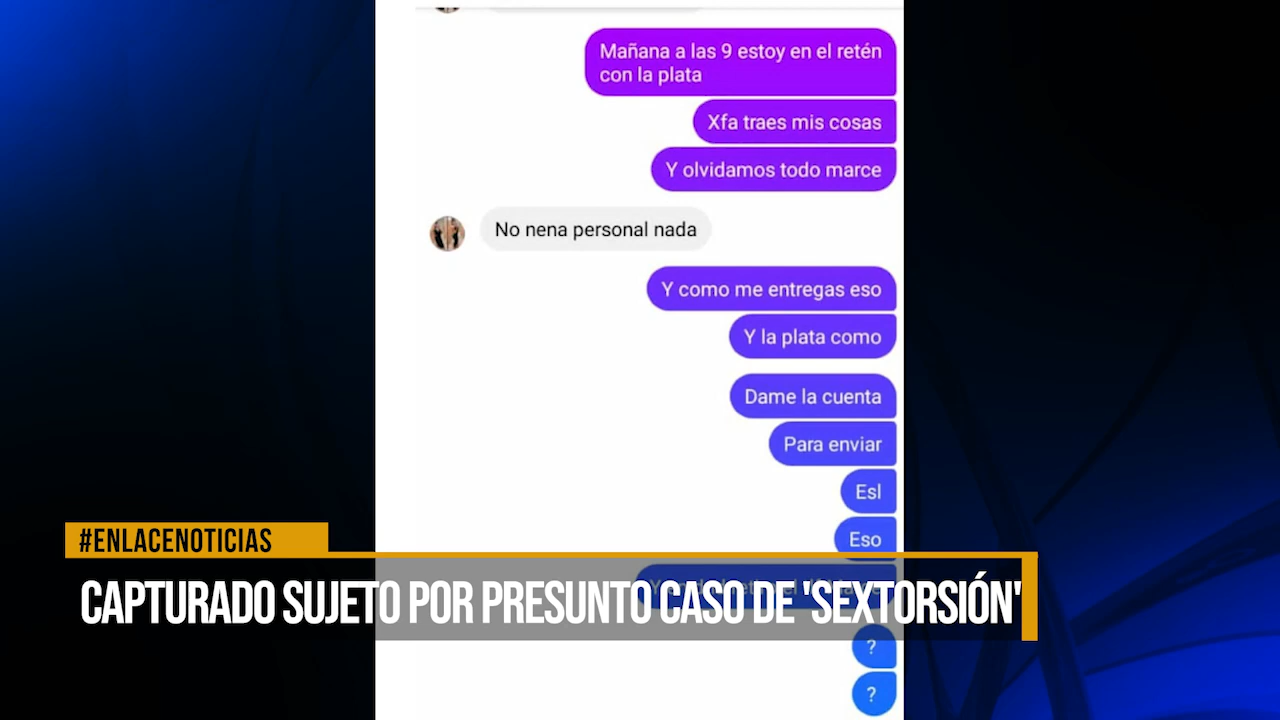 Mañana a las 9 estoy en el retén
con la plata
Xfa traes mis cosas
Y olvidamos todo marce
No nena personal nada
Y como me entregas eso
Y la plata como
Dame la cuenta
Para enviar
Esl
Eso
#ENLACENOTICIAS
CAPTURADO SUJETO POR PRESUNTO CASO DE "SEXTORSIÓN"
?
?